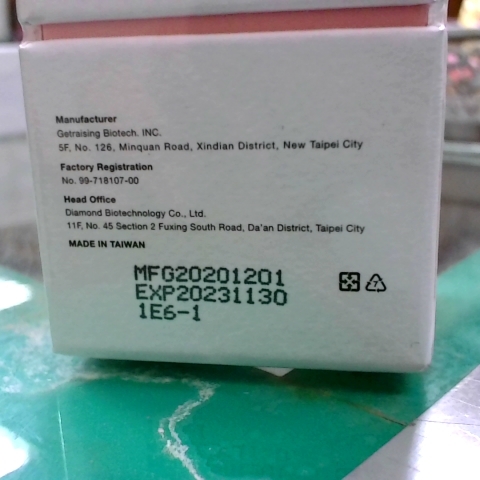 Manufacturer
Getraising Biotech. INC.
5F, No. 126, Minquan Road, Xindian District, New Taipei City
Factory Registration
No. 99-718107-00
Head Office
Diamond Biotechnology Co., Ltd.
11F, No. 45 Section 2 Fuxing South Road, Da'an District, Taipei City
MADE IN TAIWAN
MFG20201201
EXP20231130
1E6-1
7